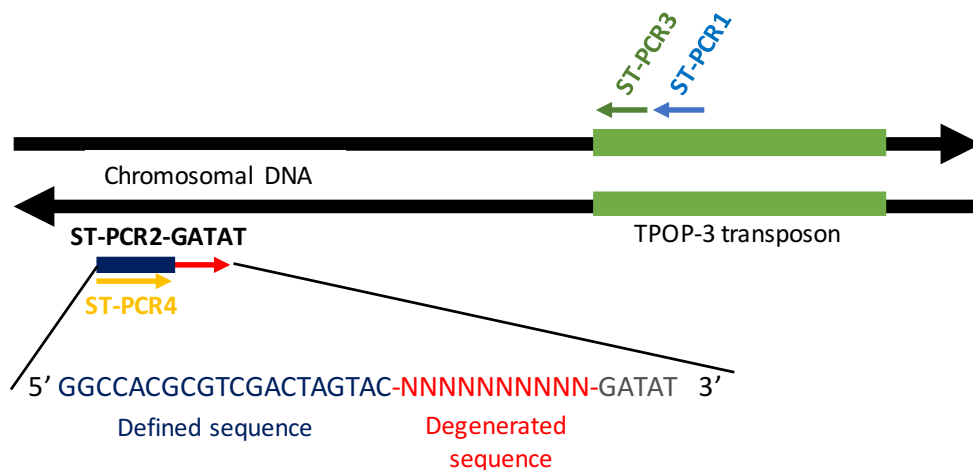 ST-PCR3
ST-PCR1
Chromosomal DNA
ST-PCR2-GATAT
TPOP-3 transposon
ST-PCR4
5’ GGCCACGCGTCGACTAGTAC-NNNNNNNNNN-GATAT 3’
Defined sequence
Degenerated
sequence